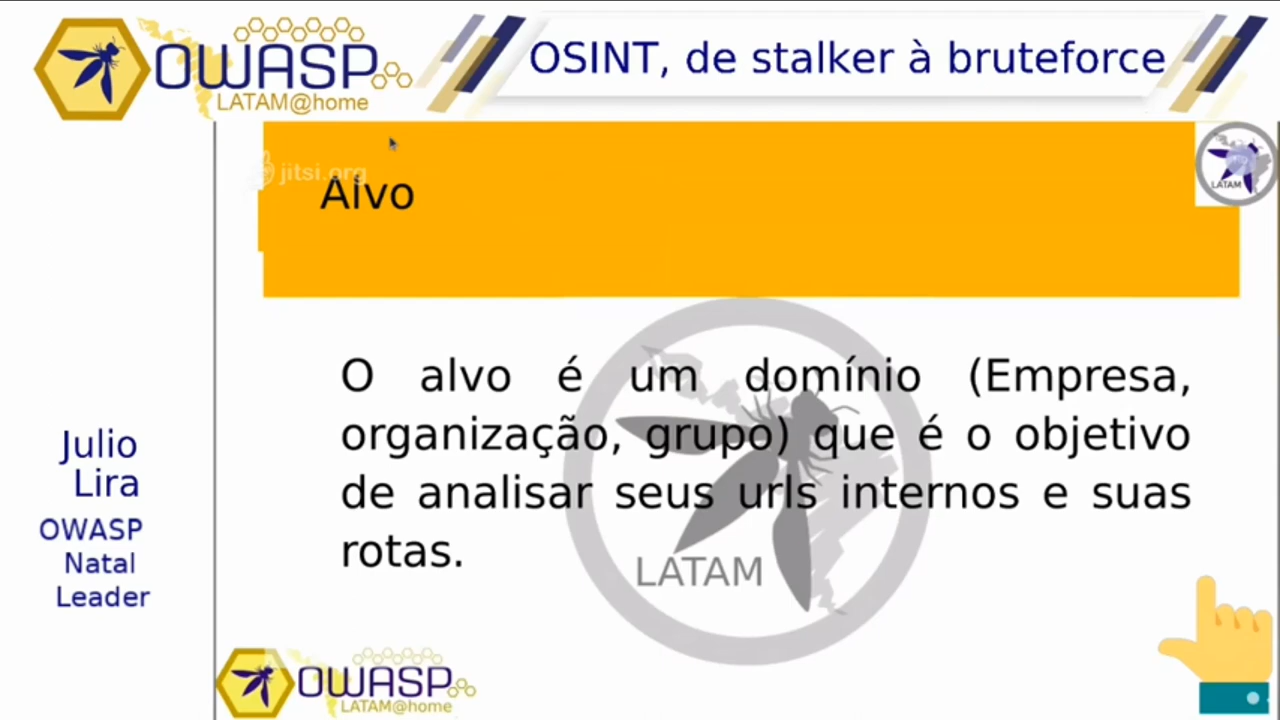 OWASP
LATAM@home
OSINT, de stalker à bruteforce
jitsi.org
Alvo
LATAM
O alvo é um domínio (Empresa,
organização, grupo) que é o objetivo
de analisar seus urls internos e suas
rotas.
LATAM
Julio
Lira
OWASP
Natal
Leader
OWASP
LATAM@home